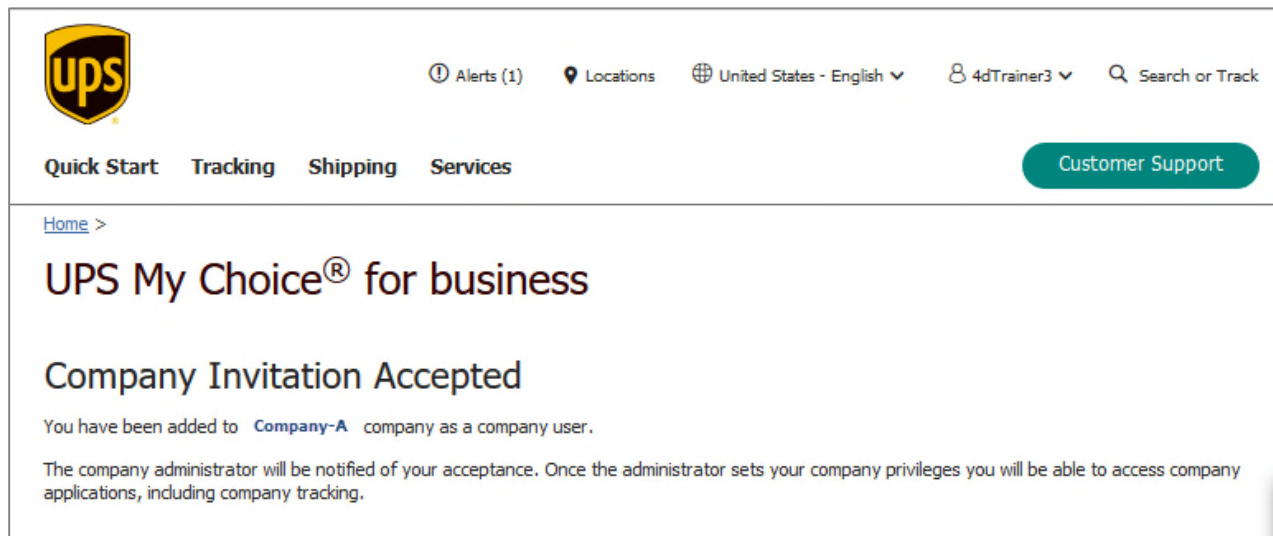 ups
Alerts (1) Locations United States - English 4dTrainer3 Search or Track
Quick Start Tracking Shipping Services Customer Support
Home >
UPS My Choice® for business
Company Invitation Accepted
You have been added to Company-A company as a company user.
The company administrator will be notified of your acceptance. Once the administrator sets your company privileges you will be able to access company
applications, including company tracking.